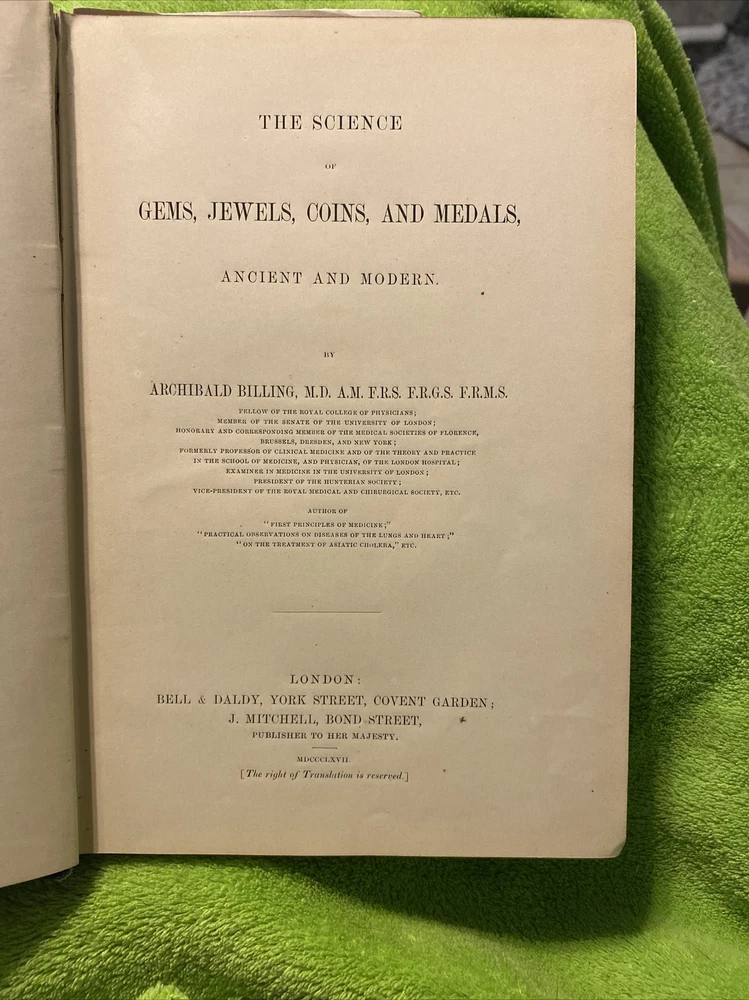 THE SCIENCE
OF
GEMS, JEWELS, COINS, AND MEDALS,
ANCIENT AND MODERN.
BY
ARCHIBALD BILLING, M.D. A.M. F.R.S. F.R.G.S. F.R.M.S.
FELLOW OF THE ROYAL COLLEGE OF PHYSICIANS;
MEMBER OF THE SENATE OF THE UNIVERSITY OF LONDON;
HONORARY AND CORRESPONDING MEMBER OF THE MEDICAL SOCIETIES OF FLORENCE,
BRUSSELS, DRESDEN, AND NEW YORK;
FORMERLY PROFESSOR OF CLINICAL MEDICINE AND OF THE THEORY AND PRACTICE
IN THE SCHOOL OF MEDICINE, AND PHYSICIAN, OF THE LONDON HOSPITAL;
EXAMINER IN MEDICINE IN THE UNIVERSITY OF LONDON;
PRESIDENT OF THE HUNTERIAN SOCIETY;
VICE-PRESIDENT OF THE ROYAL MEDICAL AND CHIRURGICAL SOCIETY, ETC.
AUTHOR OF
"FIRST PRINCIPLES OF MEDICINE;"
"PRACTICAL OBSERVATIONS ON DISEASES OF THE LUNGS AND HEART;"
"ON THE TREATMENT OF ASIATIC CHOLERA," ETC.
LONDON:
BELL & DALDY, YORK STREET, COVENT GARDEN;
J. MITCHELL, BOND STREET,
PUBLISHER TO HER MAJESTY.
MDCCCLXVII.
[The right of Translation is reserved.]